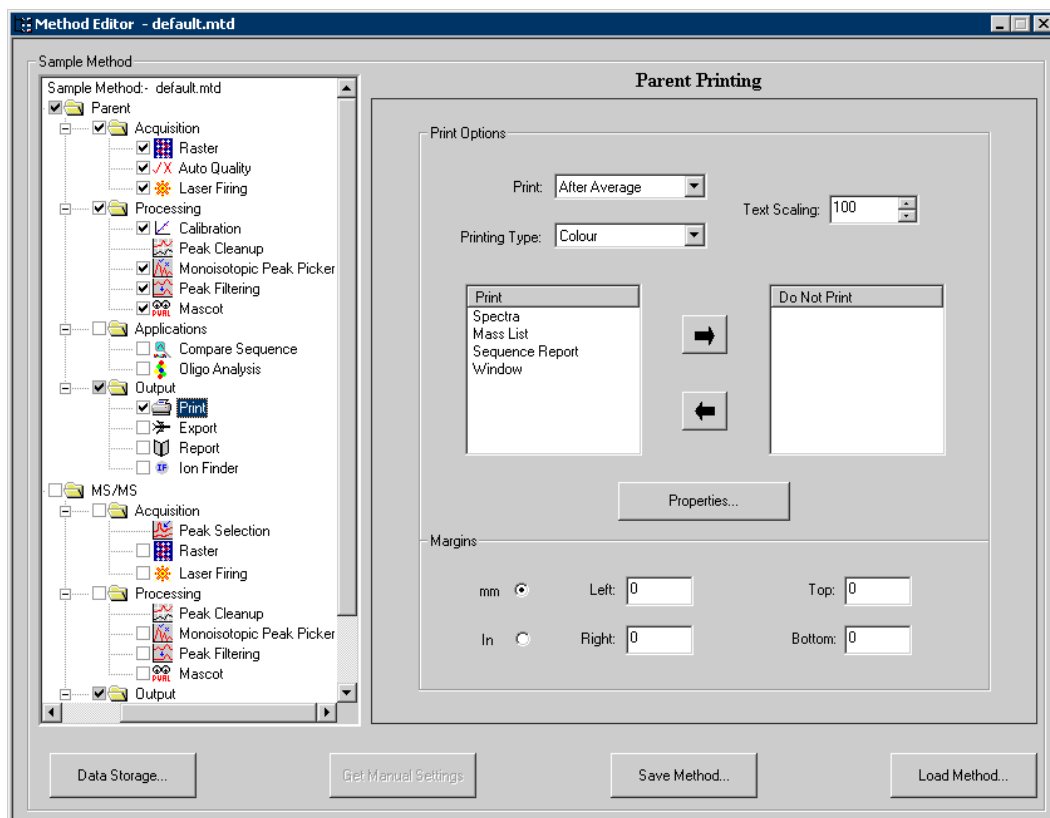 Method Editor - default.mtd
Sample Method
Sample Method:- default.mtd
Parent
Acquisition
Raster
Auto Quality
Laser Firing
Processing
Calibration
Peak Cleanup
Monoisotopic Peak Picker
Peak Filtering
Mascot
Applications
Compare Sequence
Oligo Analysis
Output
Print
Export
Report
IF Ion Finder
MS/MS
Acquisition
Peak Selection
Raster
Laser Firing
Processing
Peak Cleanup
Monoisotopic Peak Picker
Peak Filtering
Mascot
Output
Parent Printing
Print Options
Print: After Average
Text Scaling: 100
Printing Type: Colour
Print
Spectra
Mass List
Sequence Report
Window
Do Not Print
Properties...
Margins
mm Left: 0 Top: 0
In Right: 0 Bottom: 0
Data Storage... Get Manual Settings Save Method... Load Method...